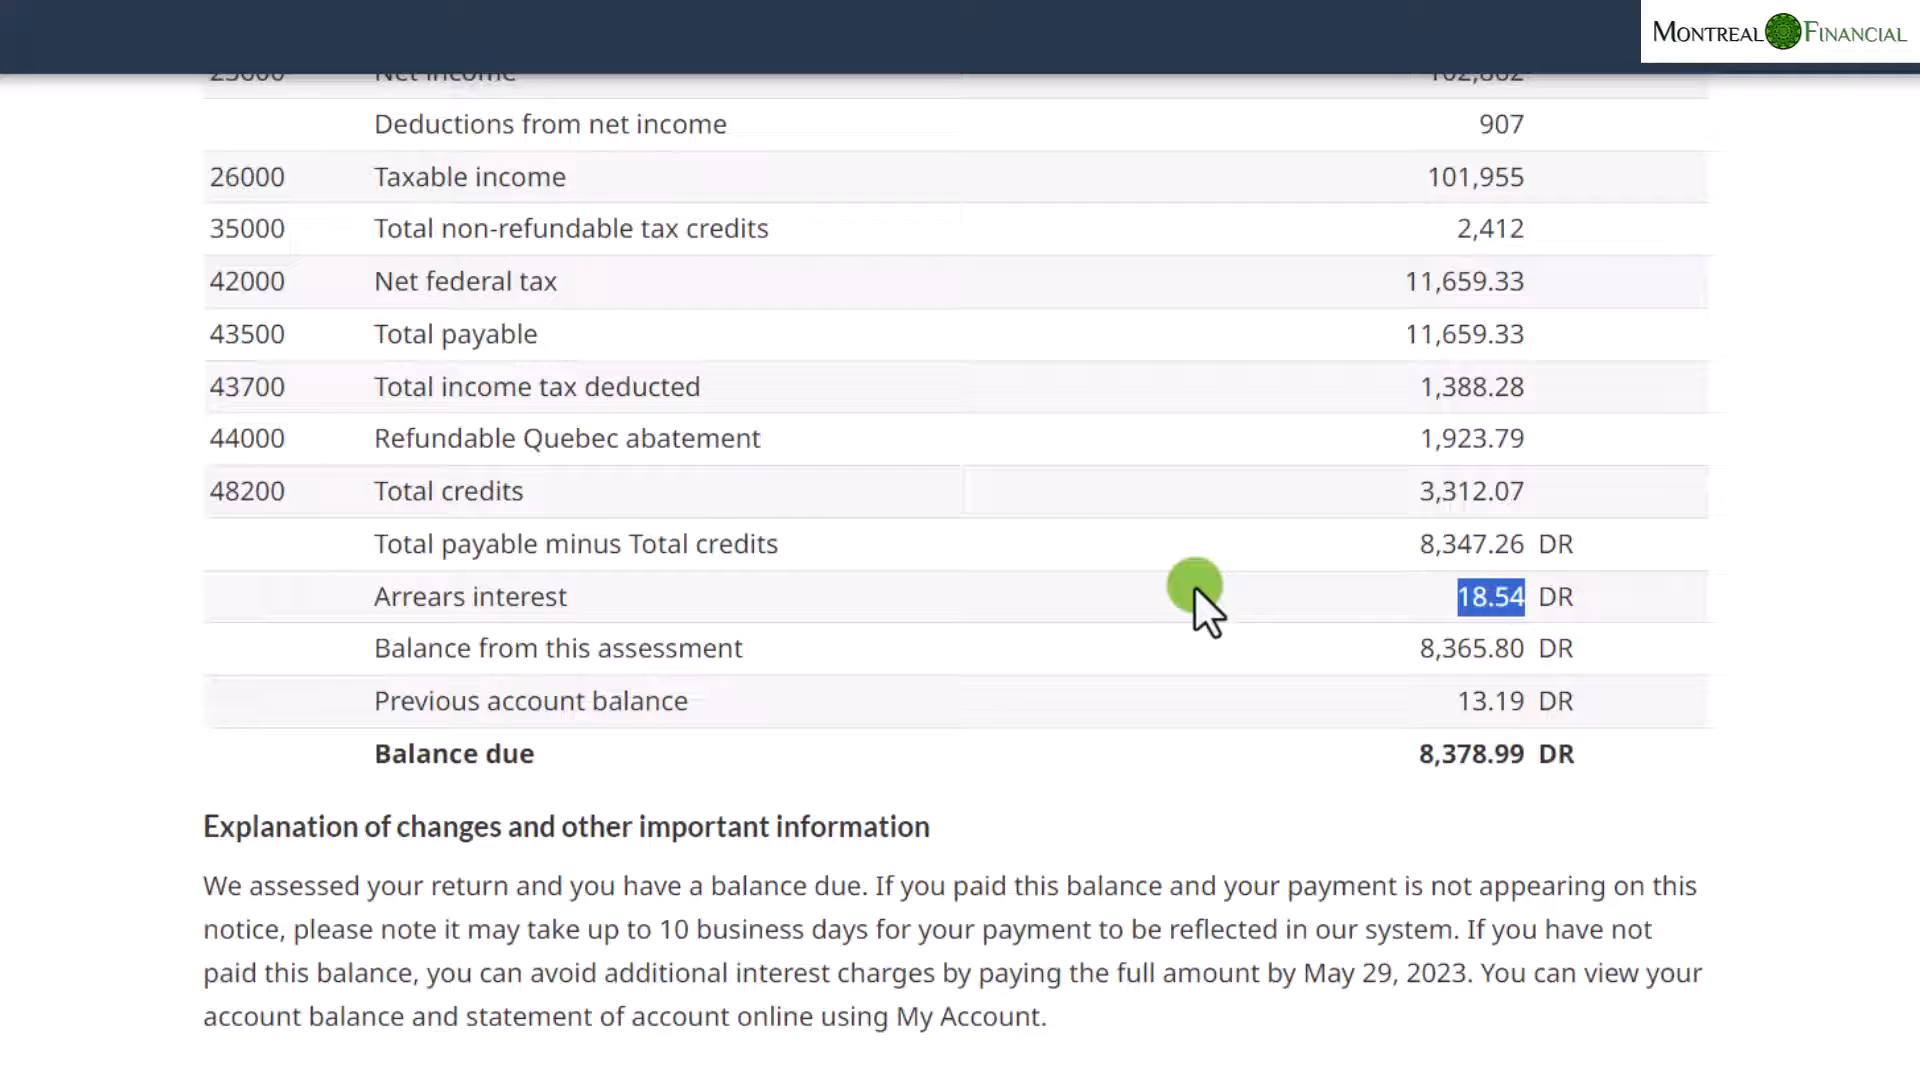 MONTREAL FINANCIAL
25600 Net income 102,862
Deductions from net income 907
26000 Taxable income 101,955
35000 Total non-refundable tax credits 2,412
42000 Net federal tax 11,659.33
43500 Total payable 11,659.33
43700 Total income tax deducted 1,388.28
44000 Refundable Quebec abatement 1,923.79
48200 Total credits 3,312.07
Total payable minus Total credits 8,347.26 DR
Arrears interest 18.54 DR
Balance from this assessment 8,365.80 DR
Previous account balance 13.19 DR
Balance due 8,378.99 DR
Explanation of changes and other important information
We assessed your return and you have a balance due. If you paid this balance and your payment is not appearing on this
notice, please note it may take up to 10 business days for your payment to be reflected in our system. If you have not
paid this balance, you can avoid additional interest charges by paying the full amount by May 29, 2023. You can view your
account balance and statement of account online using My Account.